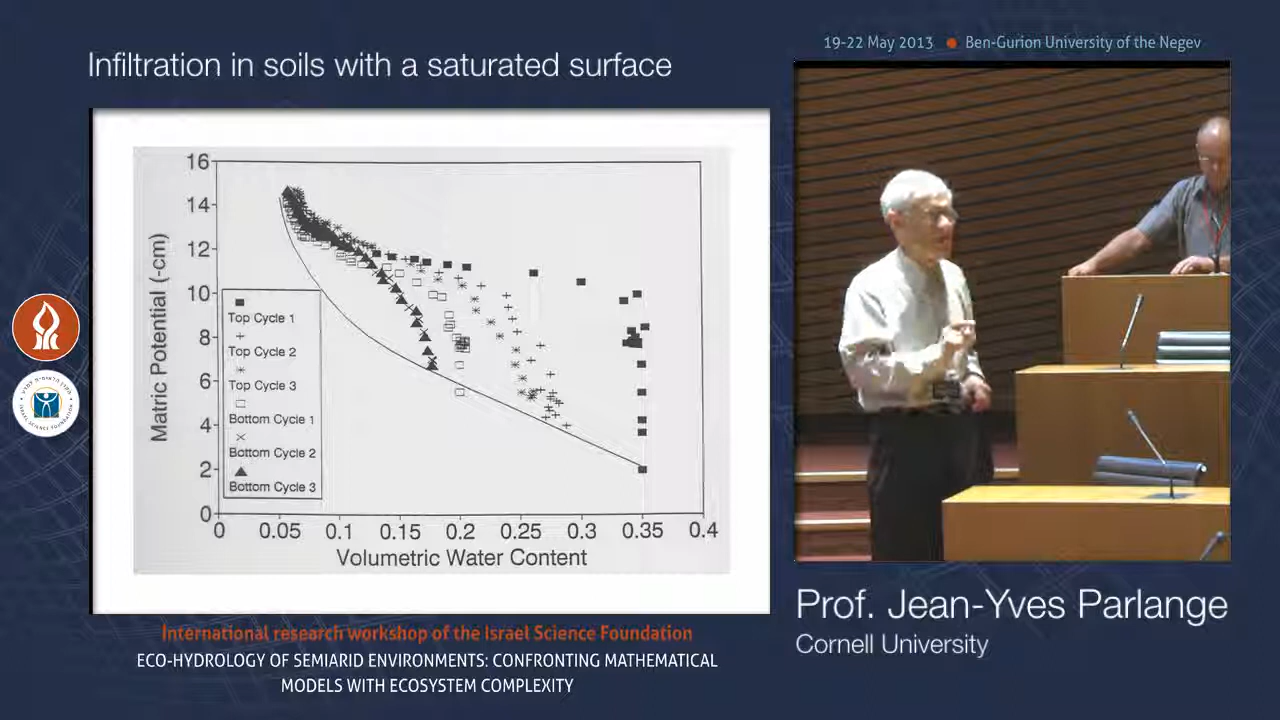 19-22 May 2013 ● Ben-Gurion University of the Negev
Infiltration in soils with a saturated surface
16
14
12
10
8
6
4
2
0
Matric Potential (-cm)
Top Cycle 1
Top Cycle 2
Top Cycle 3
Bottom Cycle 1
Bottom Cycle 2
Bottom Cycle 3
0 0.05 0.1 0.15 0.2 0.25 0.3 0.35 0.4
Volumetric Water Content
Prof. Jean-Yves Parlange
Cornell University
International research workshop of the Israel Science Foundation
ECO-HYDROLOGY OF SEMIARID ENVIRONMENTS: CONFRONTING MATHEMATICAL
MODELS WITH ECOSYSTEM COMPLEXITY